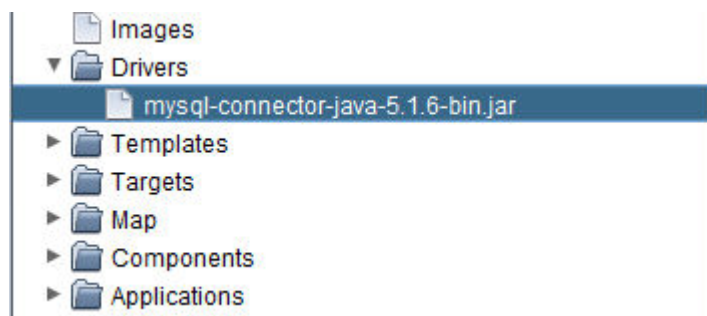 Images
Drivers
mysql-connector-java-5.1.6-bin.jar
Templates
Targets
Map
Components
Applications